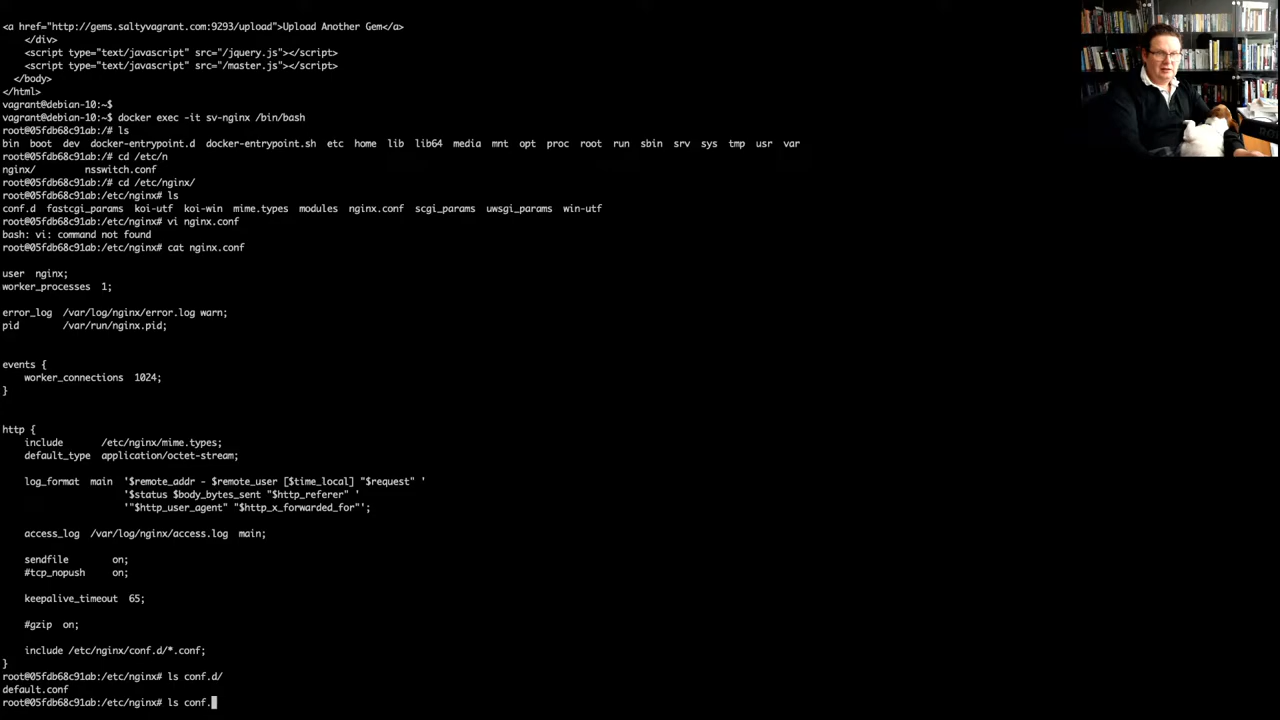 <a href="http://gems.saltyvagrant.com:9293/upload">Upload Another Gem</a>
</div>
<script type="text/javascript" src="/jquery.js"></script>
<script type="text/javascript" src="/master.js"></script>
</body>
</html>
vagrant@debian-10:~$
vagrant@debian-10:~$ docker exec -it sv-nginx /bin/bash
root@05fdb68c91ab:/# ls
bin boot dev docker-entrypoint.d docker-entrypoint.sh etc home lib lib64 media mnt opt proc root run sbin srv sys tmp usr var
root@05fdb68c91ab:/# cd /etc/n
nginx/ nsswitch.conf
root@05fdb68c91ab:/# cd /etc/nginx/
root@05fdb68c91ab:/etc/nginx# ls
conf.d fastcgi_params koi-utf koi-win mime.types modules nginx.conf scgi_params uwsgi_params win-utf
root@05fdb68c91ab:/etc/nginx# vi nginx.conf
bash: vi: command not found
root@05fdb68c91ab:/etc/nginx# cat nginx.conf
user nginx;
worker_processes 1;
error_log /var/log/nginx/error.log warn;
pid /var/run/nginx.pid;
events {
worker_connections 1024;
}
http {
include /etc/nginx/mime.types;
default_type application/octet-stream;
log_format main '$remote_addr - $remote_user [$time_local] "$request" '
'$status $body_bytes_sent "$http_referer" '
'"$http_user_agent" "$http_x_forwarded_for"';
access_log /var/log/nginx/access.log main;
sendfile on;
#tcp_nopush on;
keepalive_timeout 65;
#gzip on;
include /etc/nginx/conf.d/*.conf;
}
root@05fdb68c91ab:/etc/nginx# ls conf.d/
default.conf
root@05fdb68c91ab:/etc/nginx# ls conf.